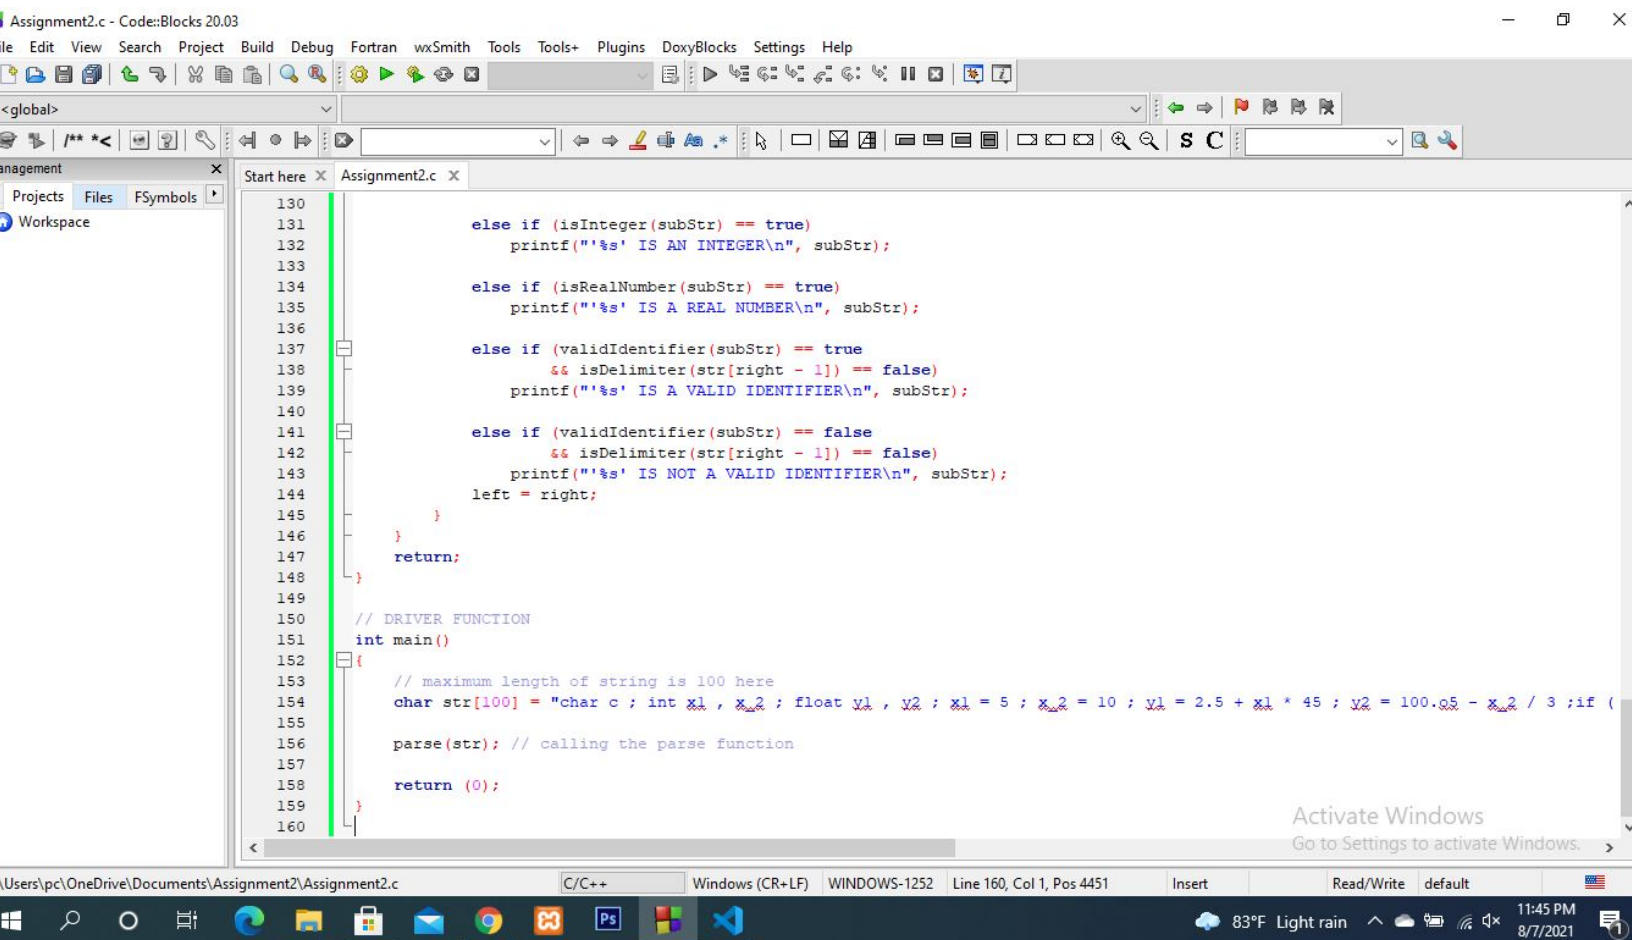 Assignment2.c - Code::Blocks 20.03
ile Edit View Search Project Build Debug Fortran wxSmith Tools Tools+ Plugins DoxyBlocks Settings Help
<global>
/** *< Aa .* S C
anagement
Start here Assignment2.c
Projects Files FSymbols
Workspace
130
131 else if (isInteger(subStr) == true)
132 printf("'%s' IS AN INTEGER\n", subStr);
133
134 else if (isRealNumber(subStr) == true)
135 printf("'%s' IS A REAL NUMBER\n", subStr);
136
137 else if (validIdentifier(subStr) == true
138 && isDelimiter(str[right - 1]) == false)
139 printf("'%s' IS A VALID IDENTIFIER\n", subStr);
140
141 else if (validIdentifier(subStr) == false
142 && isDelimiter(str[right - 1]) == false)
143 printf("'%s' IS NOT A VALID IDENTIFIER\n", subStr);
144 left = right;
145 }
146 }
147 return;
148 }
149
150 // DRIVER FUNCTION
151 int main()
152 {
153 // maximum length of string is 100 here
154 char str[100] = "char c ; int x1 , x_2 ; float y1 , y2 ; x1 = 5 ; x_2 = 10 ; y1 = 2.5 + x1 * 45 ; y2 = 100.o5 - x_2 / 3 ;if (
155
156 parse(str); // calling the parse function
157
158 return (0);
159 }
160
Activate Windows
Go to Settings to activate Windows.
\Users\pc\OneDrive\Documents\Assignment2\Assignment2.c C/C++ Windows (CR+LF) WINDOWS-1252 Line 160, Col 1, Pos 4451 Insert Read/Write default
Ps 83°F Light rain 11:45 PM
8/7/2021 1